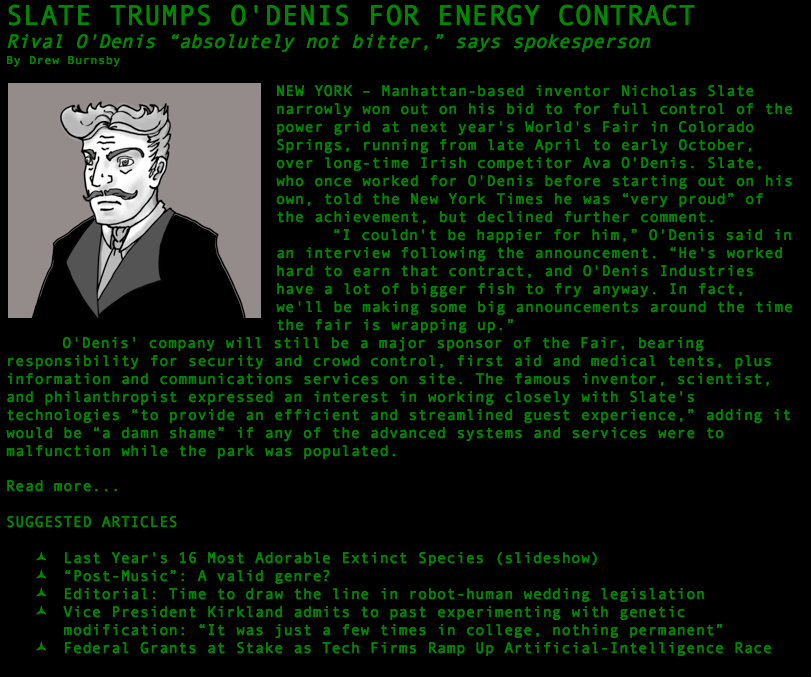 SLATE TRUMPS O'DENIS FOR ENERGY CONTRACT
Rival O'Denis “absolutely not bitter,” says spokesperson
By Drew Burnsby
NEW YORK – Manhattan-based inventor Nicholas Slate
narrowly won out on his bid to for full control of the
power grid at next year's World's Fair in Colorado
Springs, running from late April to early October,
over long-time Irish competitor Ava O'Denis. Slate,
who once worked for O'Denis before starting out on his
own, told the New York Times he was “very proud” of
the achievement, but declined further comment.
“I couldn't be happier for him,” O'Denis said in
an interview following the announcement. “He's worked
hard to earn that contract, and O'Denis Industries
have a lot of bigger fish to fry anyway. In fact,
we'll be making some big announcements around the time
the fair is wrapping up.”
O'Denis' company will still be a major sponsor of the Fair, bearing
responsibility for security and crowd control, first aid and medical tents, plus
information and communications services on site. The famous inventor, scientist,
and philanthropist expressed an interest in working closely with Slate's
technologies “to provide an efficient and streamlined guest experience,” adding it
would be “a damn shame” if any of the advanced systems and services were to
malfunction while the park was populated.
Read more...
SUGGESTED ARTICLES
Last Year's 16 Most Adorable Extinct Species (slideshow)
“Post-Music”: A valid genre?
Editorial: Time to draw the line in robot-human wedding legislation
Vice President Kirkland admits to past experimenting with genetic
modification: “It was just a few times in college, nothing permanent”
Federal Grants at Stake as Tech Firms Ramp Up Artificial-Intelligence Race